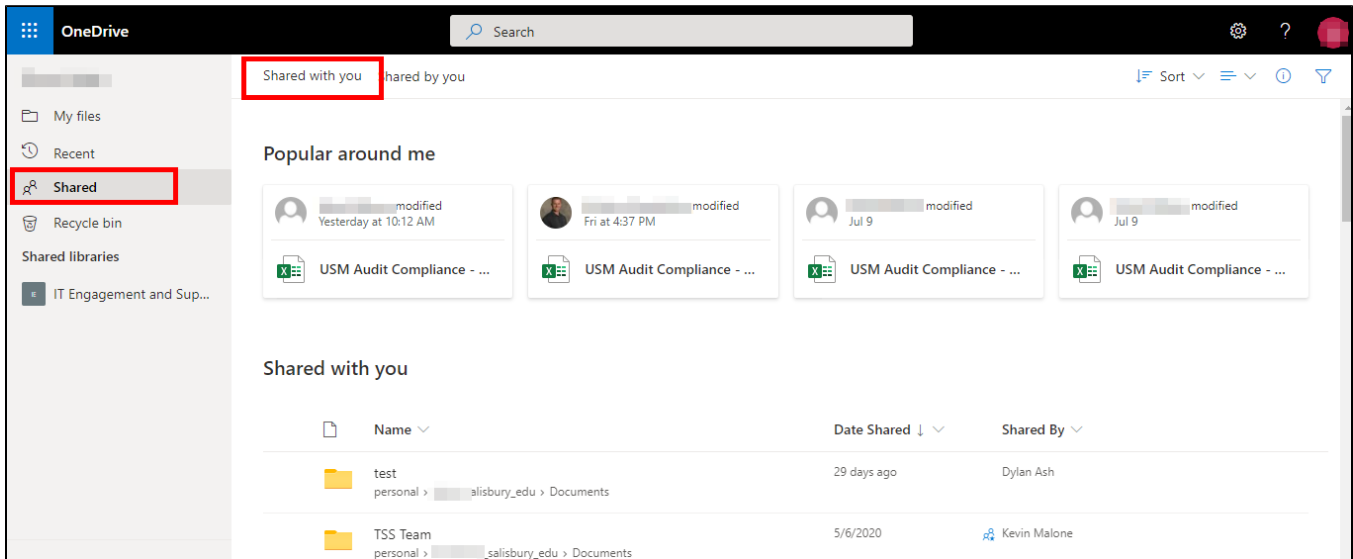 OneDrive
Search
?
Shared with you
hared by you
Sort
My files
Recent
Shared
Recycle bin
Shared libraries
E
IT Engagement and Sup...
Popular around me
modified
Yesterday at 10:12 AM
USM Audit Compliance - ...
modified
Fri at 4:37 PM
USM Audit Compliance - ...
modified
Jul 9
USM Audit Compliance - ...
modified
Jul 9
USM Audit Compliance - ...
Shared with you
Name
Date Shared ↓
Shared By
test
29 days ago
Dylan Ash
personal > alisbury_edu > Documents
TSS Team
5/6/2020
Kevin Malone
personal > _salisbury_edu > Documents